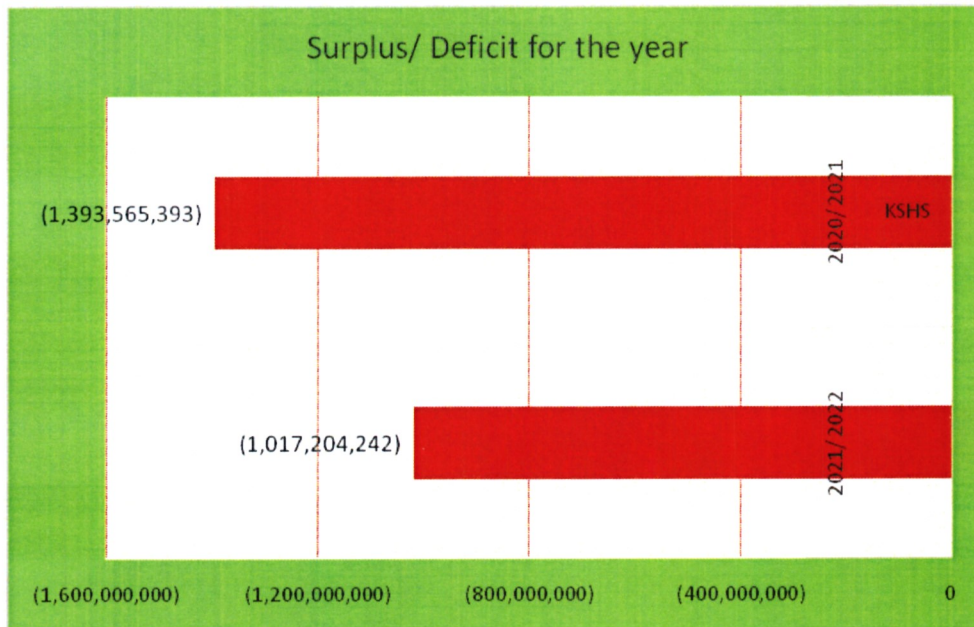 Surplus/ Deficit for the year
(1,393,565,393)
2020/2021
KSHS
(1,017,204,242)
2021/2022
(1,600,000,000) (1,200,000,000) (800,000,000) (400,000,000) 0